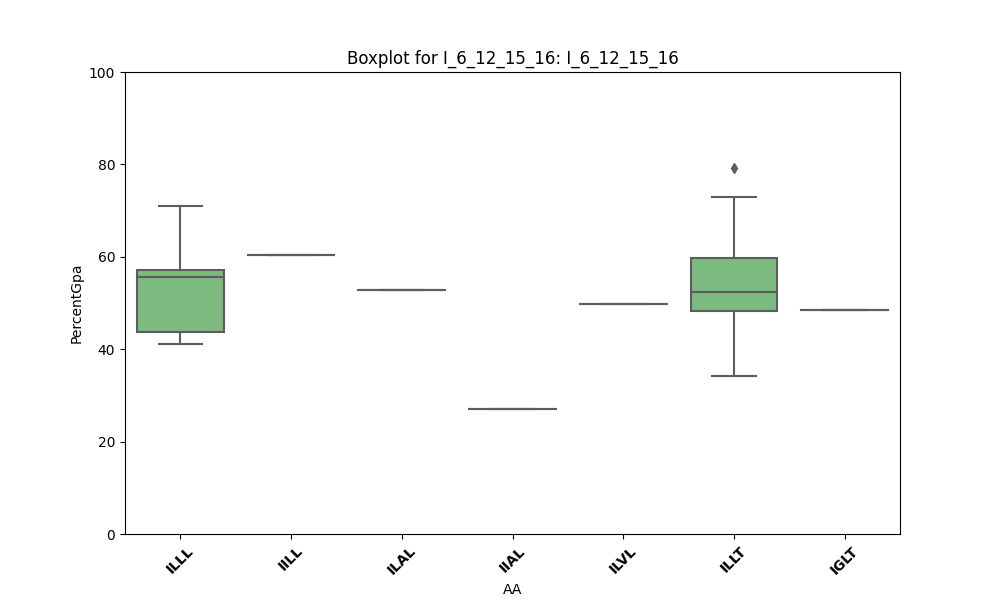 Boxplot for I_6_12_15_16: I_6_12_15_16
100
80
60
40
20
0
PercentGpa
ILLL
IILL
ILAL
IIAL
ILVL
ILLT
IGLT
AA